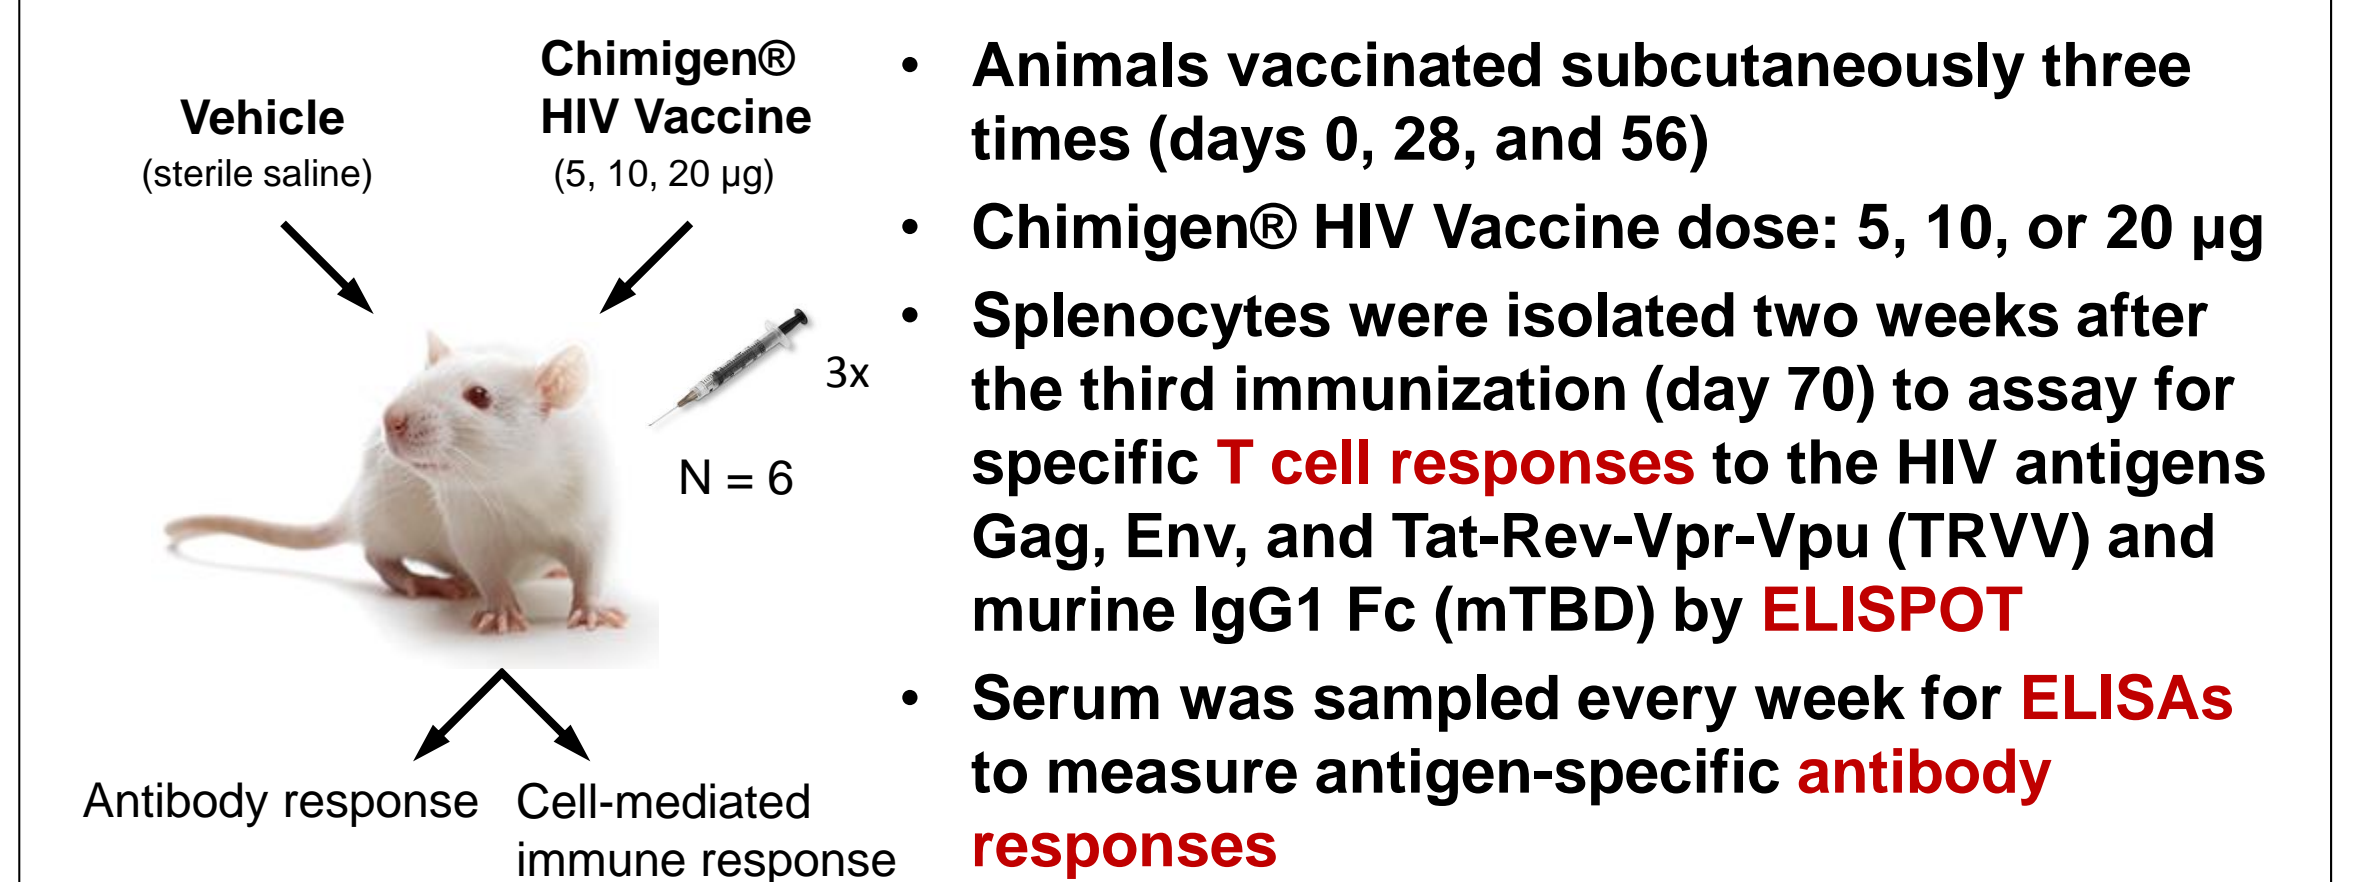 Vehicle
(sterile saline)
Chimigen®
HIV Vaccine
(5, 10, 20 µg)
3x
N = 6
Antibody response
Cell-mediated
immune response
• Animals vaccinated subcutaneously three
times (days 0, 28, and 56)
• Chimigen® HIV Vaccine dose: 5, 10, or 20 µg
• Splenocytes were isolated two weeks after
the third immunization (day 70) to assay for
specific T cell responses to the HIV antigens
Gag, Env, and Tat-Rev-Vpr-Vpu (TRVV) and
murine IgG1 Fc (mTBD) by ELISPOT
• Serum was sampled every week for ELISAs
to measure antigen-specific antibody
responses